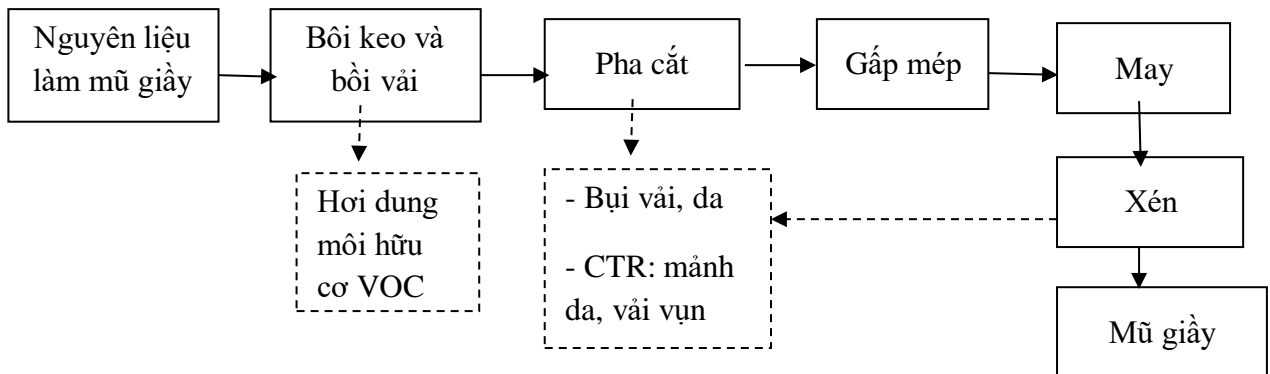 Nguyên liệu
làm mũ giầy
Bôi keo và
bồi vải
Pha cắt
Gấp mép
May
Hơi dung
môi hữu
cơ VOC
- Bụi vải, da
- CTR: mảnh
da, vải vụn
Xén
Mũ giầy